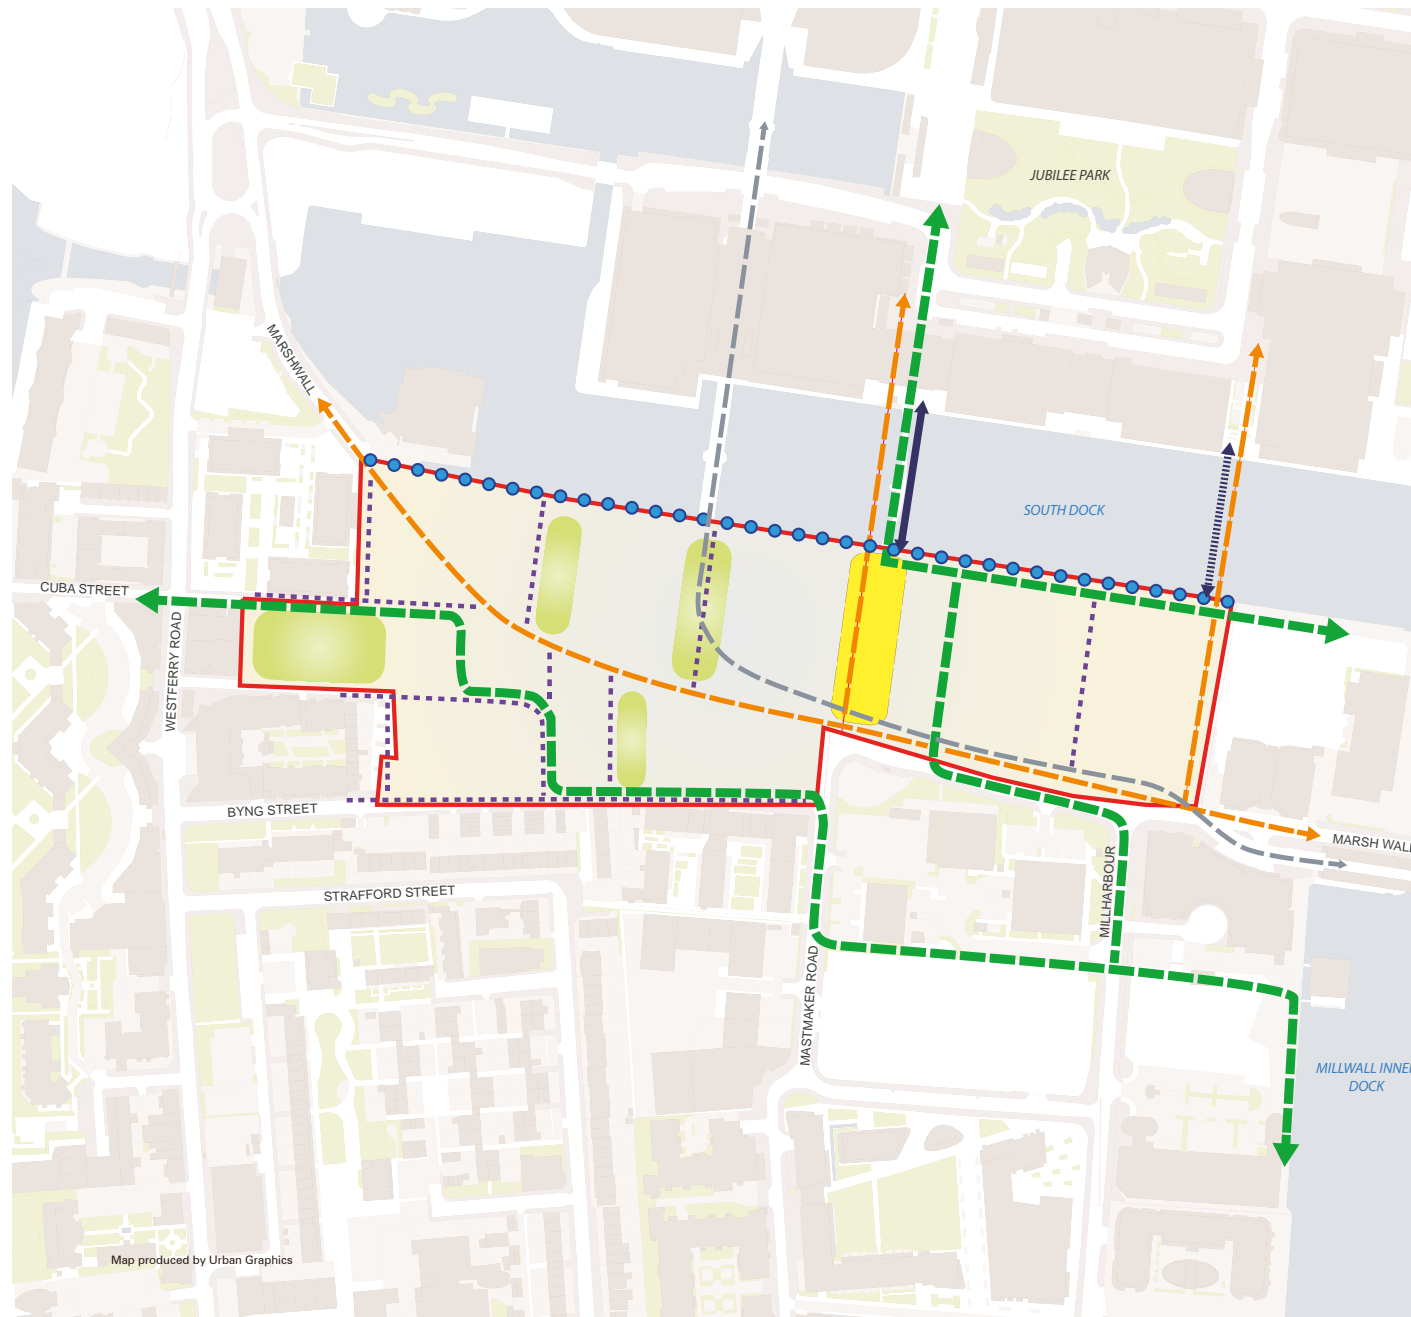 JUBILEE PARK
MARSHWALL
SOUTH DOCK
CUBA STREET
WESTFERRY ROAD
BYNG STREET
MARSH WALL
STRAFFORD STREET
MILLHARBOUR
MASTMAKER ROAD
MILLWALL INNER
DOCK
Map produced by Urban Graphics